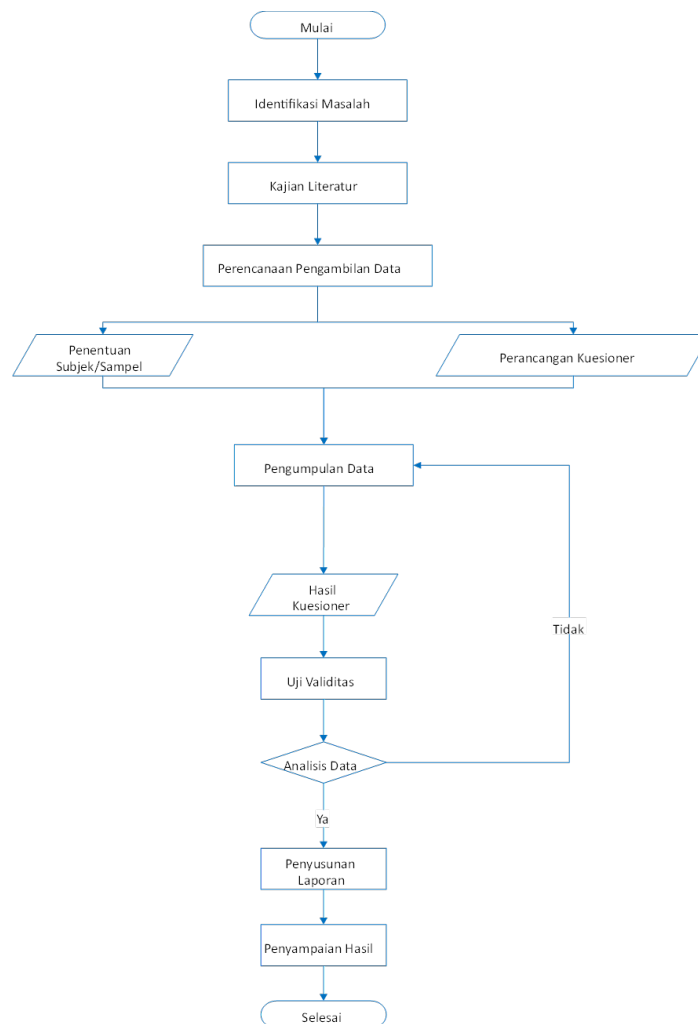 Mulai
Identifikasi Masalah
Kajian Literatur
Perencanaan Pengambilan Data
Penentuan
Subjek/Sampel
Perancangan Kuesioner
Pengumpulan Data
Hasil
Kuesioner
Tidak
Uji Validitas
Analisis Data
Ya
Penyusunan
Laporan
Penyampaian Hasil
Selesai